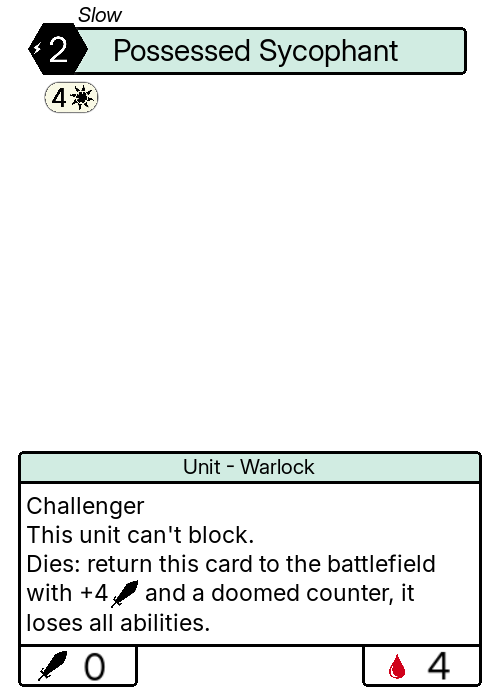 Slow
2 Possessed Sycophant
4
Unit - Warlock
Challenger
This unit can't block.
Dies: return this card to the battlefield
with +4 and a doomed counter, it
loses all abilities.
0 4